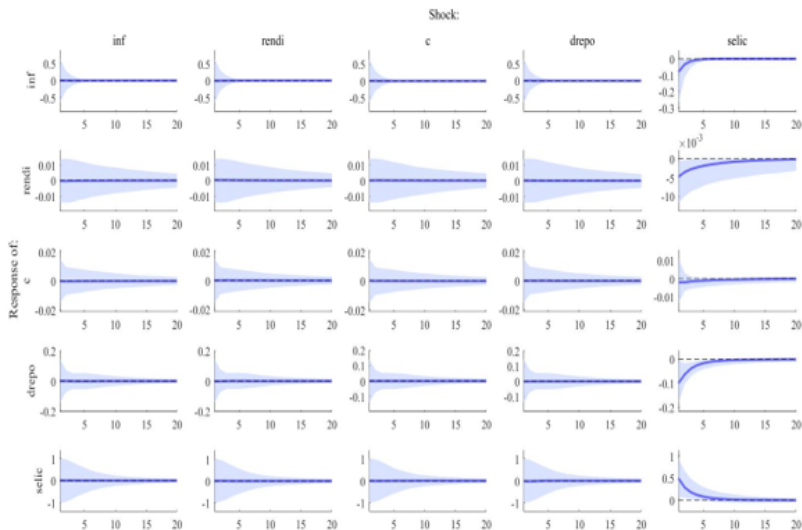 Shock:
inf rendi c drepo selic
inf
0.5 0 -0.5 5 10 15 20
0.5 0 -0.5 5 10 15 20
0.5 0 -0.5 5 10 15 20
0.5 0 -0.5 5 10 15 20
0 -0.1 -0.2 -0.3 5 10 15 20
rendi
0.01 0 -0.01 5 10 15 20
0.01 0 -0.01 5 10 15 20
0.01 0 -0.01 5 10 15 20
0.01 0 -0.01 5 10 15 20
×10⁻³ 0 -5 -10 5 10 15 20
Response of:
c
0.02 0 -0.02 5 10 15 20
0.02 0 -0.02 5 10 15 20
0.02 0 -0.02 5 10 15 20
0.02 0 -0.02 5 10 15 20
0.01 0 -0.01 5 10 15 20
drepo
0.2 0 -0.2 5 10 15 20
0.2 0 -0.2 5 10 15 20
0.2 0.1 0 -0.1 5 10 15 20
0.2 0 -0.2 5 10 15 20
0 -0.1 -0.2 5 10 15 20
selic
1 0 -1 5 10 15 20
1 0 -1 5 10 15 20
1 0 -1 5 10 15 20
1 0 -1 5 10 15 20
1 0.5 0 5 10 15 20